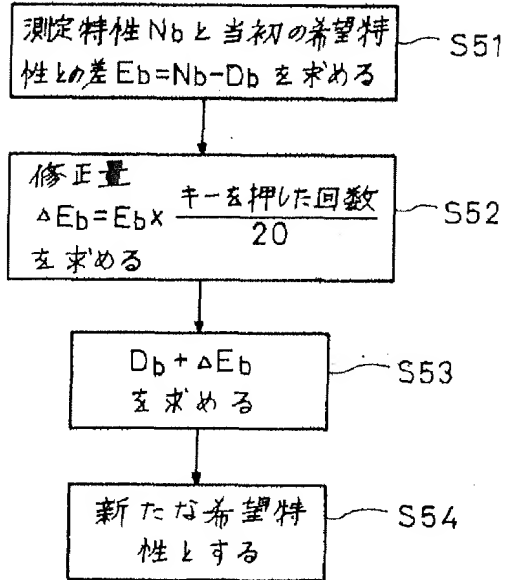 測定特性Nbと当初の希望特
性との差Eb=Nb-Dbを求める
S51
修正量
ΔEb=Eb×キーを押した回数/20
を求める
S52
Db+ΔEb
を求める
S53
新たな希望特
性とする
S54